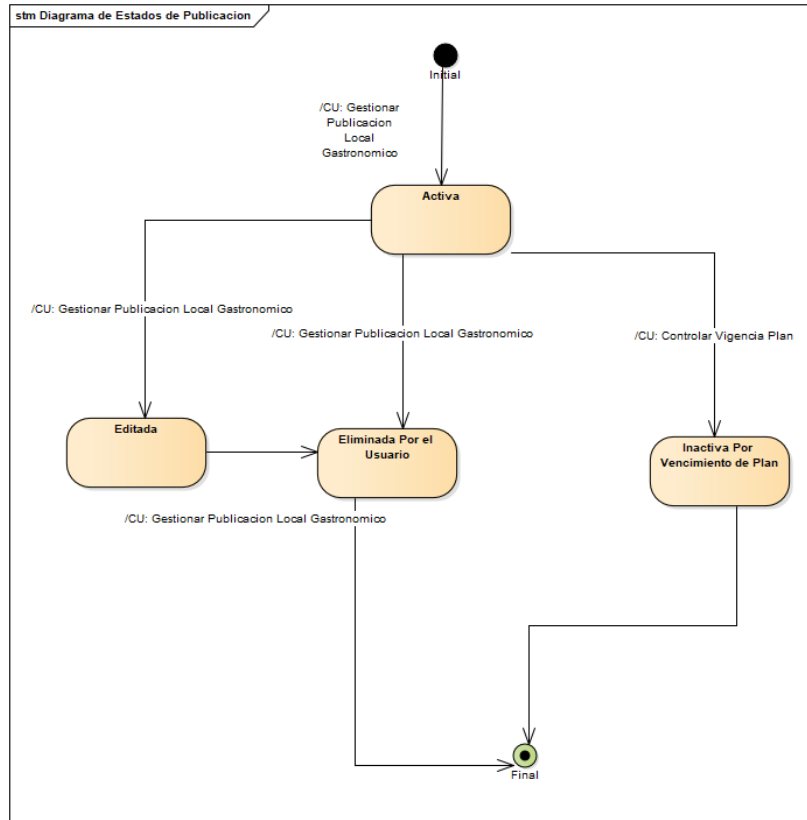 stm Diagrama de Estados de Publicacion
Initial
/CU: Gestionar
Publicacion
Local
Gastronomico
Activa
/CU: Gestionar Publicacion Local Gastronomico
/CU: Gestionar Publicacion Local Gastronomico
/CU: Controlar Vigencia Plan
Editada
Eliminada Por el
Usuario
Inactiva Por
Vencimiento de Plan
/CU: Gestionar Publicacion Local Gastronomico
Final